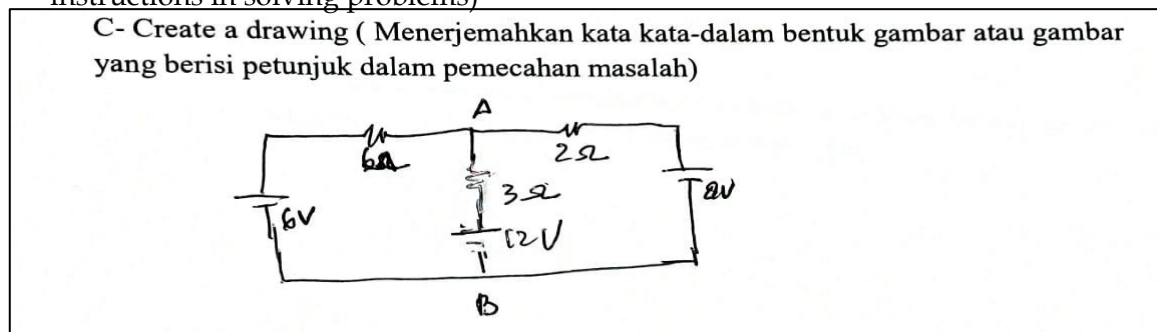 instructions in solving problems)
C- Create a drawing ( Menerjemahkan kata kata-dalam bentuk gambar atau gambar
yang berisi petunjuk dalam pemecahan masalah)
A
6Ω
2Ω
3Ω
6V
12V
B